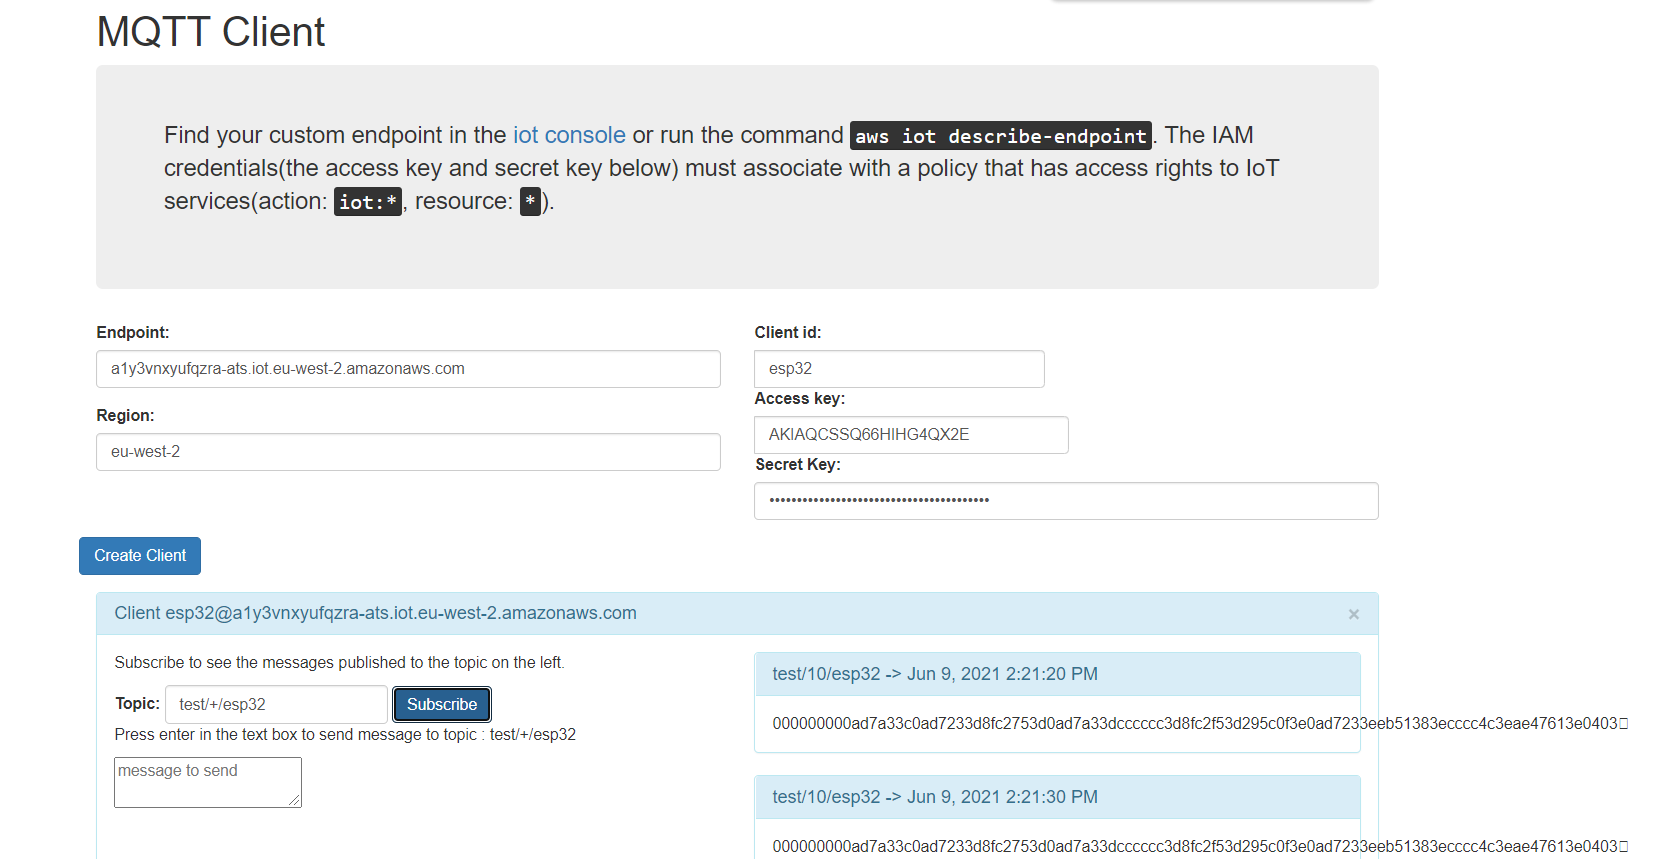 MQTT Client
Find your custom endpoint in the iot console or run the command aws iot describe-endpoint. The IAM
credentials(the access key and secret key below) must associate with a policy that has access rights to IoT
services(action: iot:*, resource: *).
Endpoint:
a1y3vnxyufqzra-ats.iot.eu-west-2.amazonaws.com
Region:
eu-west-2
Client id:
esp32
Access key:
AKIAQCSSQ66HIHG4QX2E
Secret Key:
Create Client
Client esp32@a1y3vnxyufqzra-ats.iot.eu-west-2.amazonaws.com ×
Subscribe to see the messages published to the topic on the left.
Topic: test/+/esp32 Subscribe
Press enter in the text box to send message to topic : test/+/esp32
message to send
test/10/esp32 -> Jun 9, 2021 2:21:20 PM
000000000ad7a33c0ad7233d8fc2753d0ad7a33dcccccc3d8fc2f53d295c0f3e0ad7233eeb51383ecccc4c3eae47613e0403
test/10/esp32 -> Jun 9, 2021 2:21:30 PM
000000000ad7a33c0ad7233d8fc2753d0ad7a33dcccccc3d8fc2f53d295c0f3e0ad7233eeb51383ecccc4c3eae47613e0403